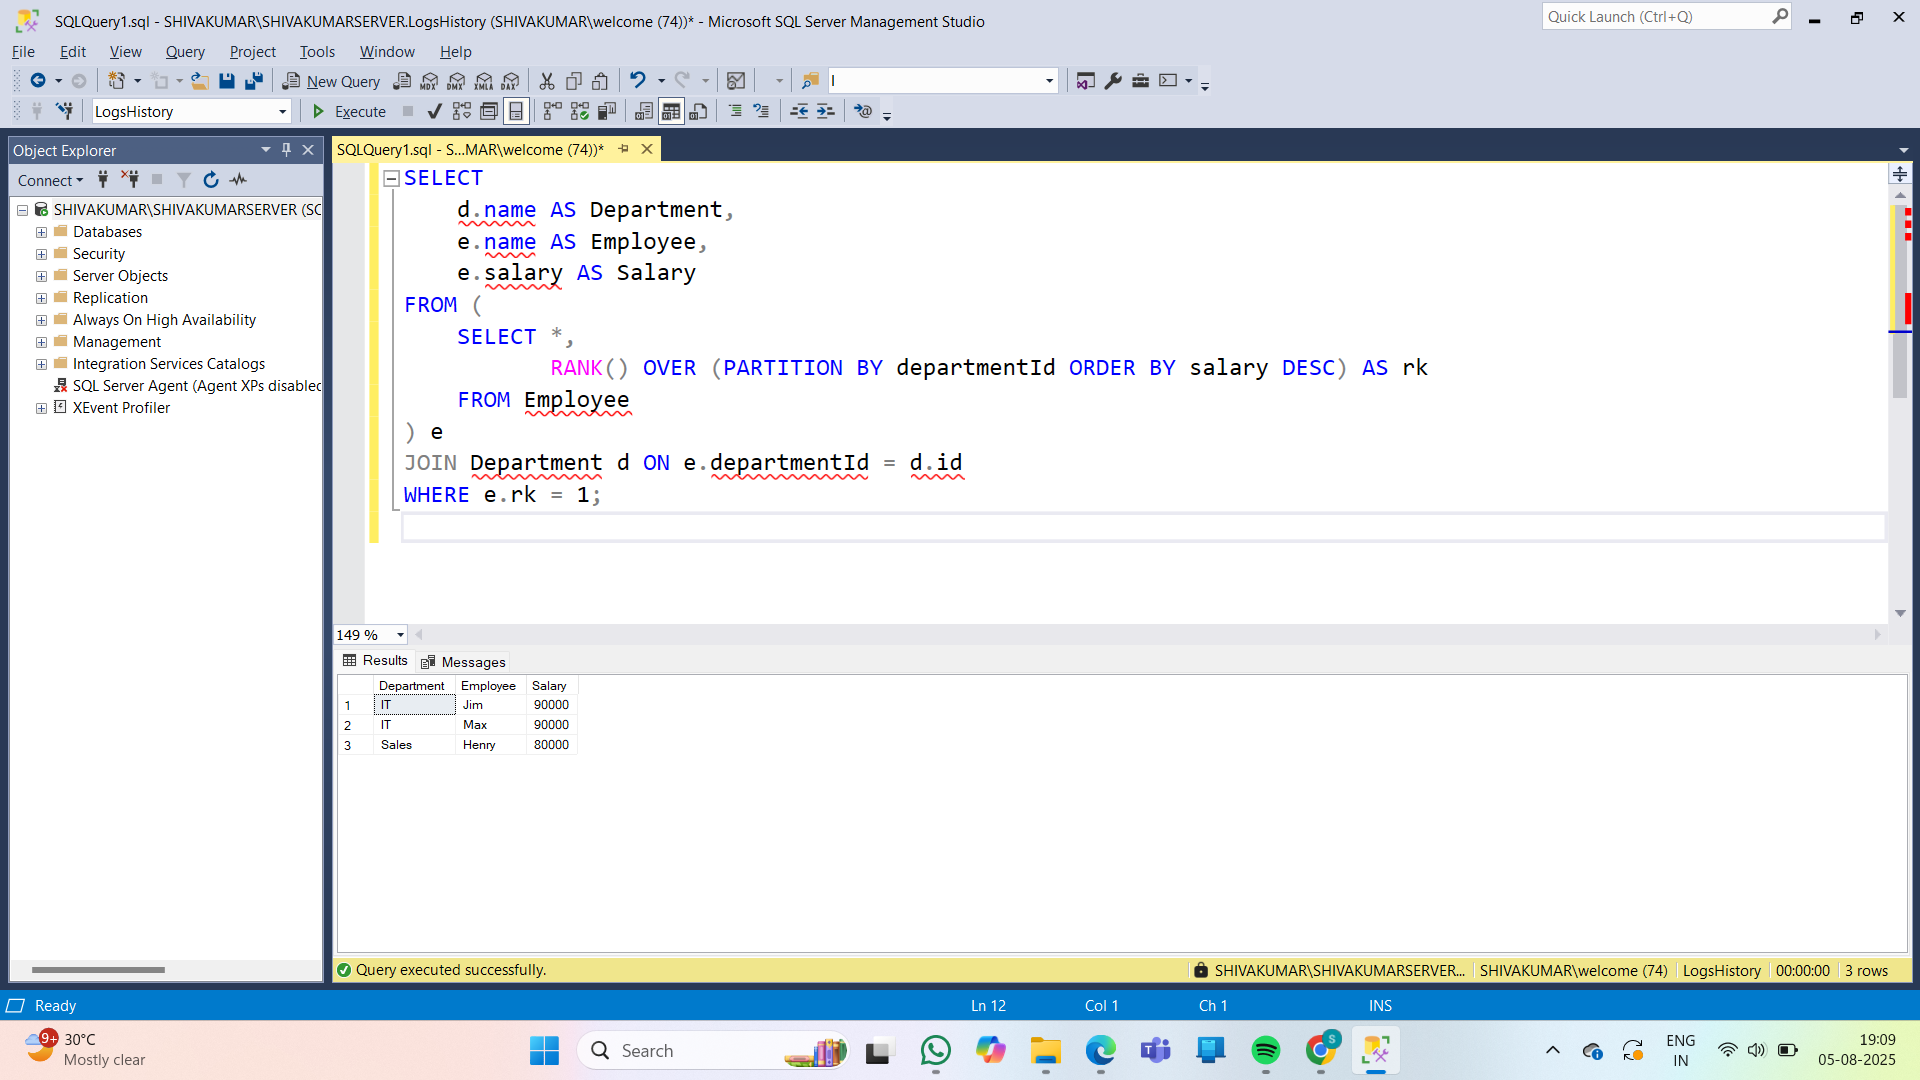 SQLQuery1.sql - SHIVAKUMAR\SHIVAKUMARSERVER.LogsHistory (SHIVAKUMAR\welcome (74))* - Microsoft SQL Server Management Studio
Quick Launch (Ctrl+Q)
File Edit View Query Project Tools Window Help
New Query MDX DMX XMLA DAX
LogsHistory Execute
Object Explorer
SQLQuery1.sql - S...MAR\welcome (74))*
Connect
SHIVAKUMAR\SHIVAKUMARSERVER (SC
Databases
Security
Server Objects
Replication
Always On High Availability
Management
Integration Services Catalogs
SQL Server Agent (Agent XPs disabled
XEvent Profiler
SELECT
d.name AS Department,
e.name AS Employee,
e.salary AS Salary
FROM (
SELECT *,
RANK() OVER (PARTITION BY departmentId ORDER BY salary DESC) AS rk
FROM Employee
) e
JOIN Department d ON e.departmentId = d.id
WHERE e.rk = 1;
149 %
Results Messages
Department Employee Salary
1 IT Jim 90000
2 IT Max 90000
3 Sales Henry 80000
Query executed successfully.
SHIVAKUMAR\SHIVAKUMARSERVER... SHIVAKUMAR\welcome (74) LogsHistory 00:00:00 3 rows
Ready Ln 12 Col 1 Ch 1 INS
9+ 30°C
Mostly clear
Search
S
ENG
IN
19:09
05-08-2025